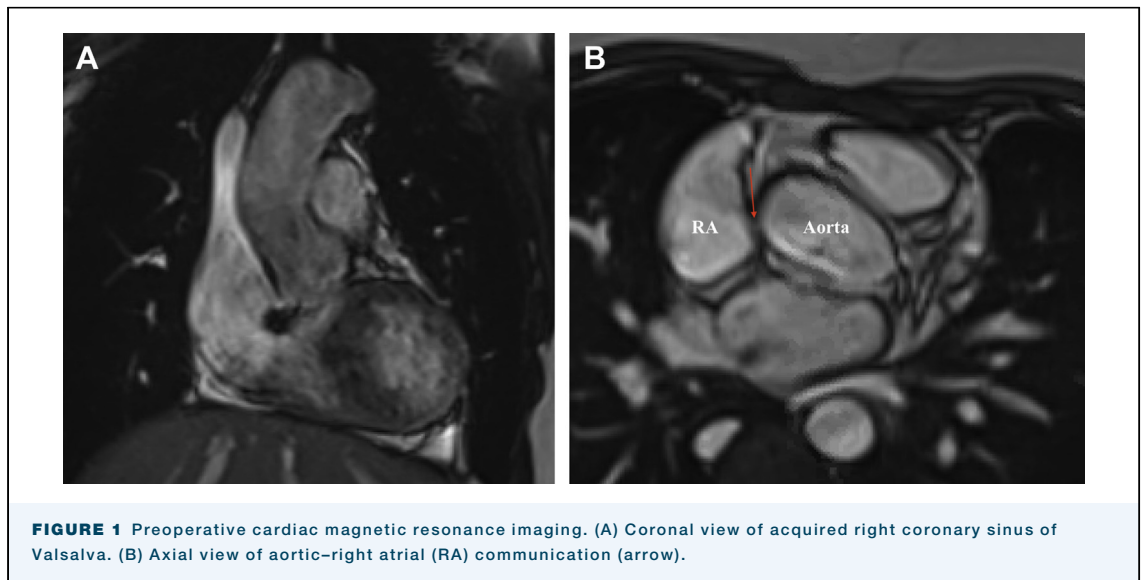 A
B
RA
Aorta
FIGURE 1 Preoperative cardiac magnetic resonance imaging. (A) Coronal view of acquired right coronary sinus of
Valsalva. (B) Axial view of aortic–right atrial (RA) communication (arrow).